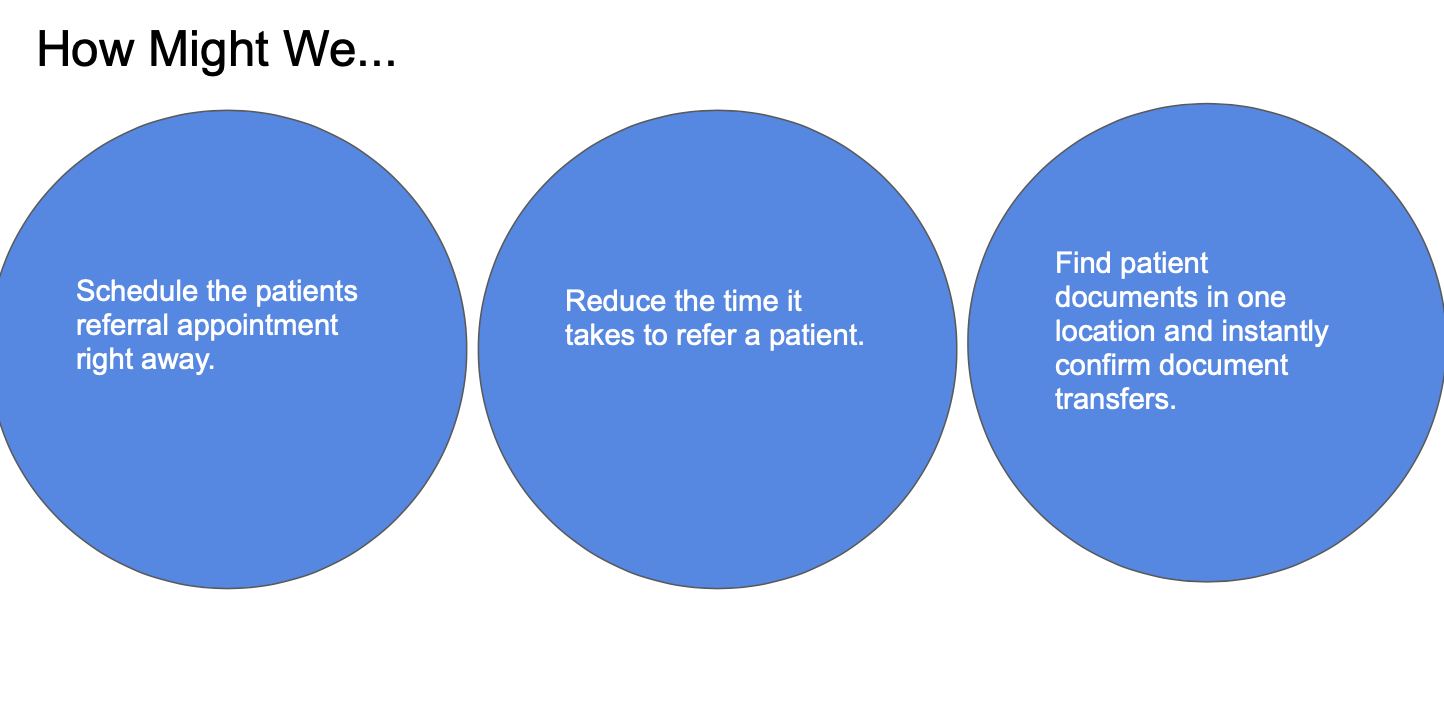 How Might We...
Schedule the patients
referral appointment
right away.
Reduce the time it
takes to refer a patient.
Find patient
documents in one
location and instantly
confirm document
transfers.